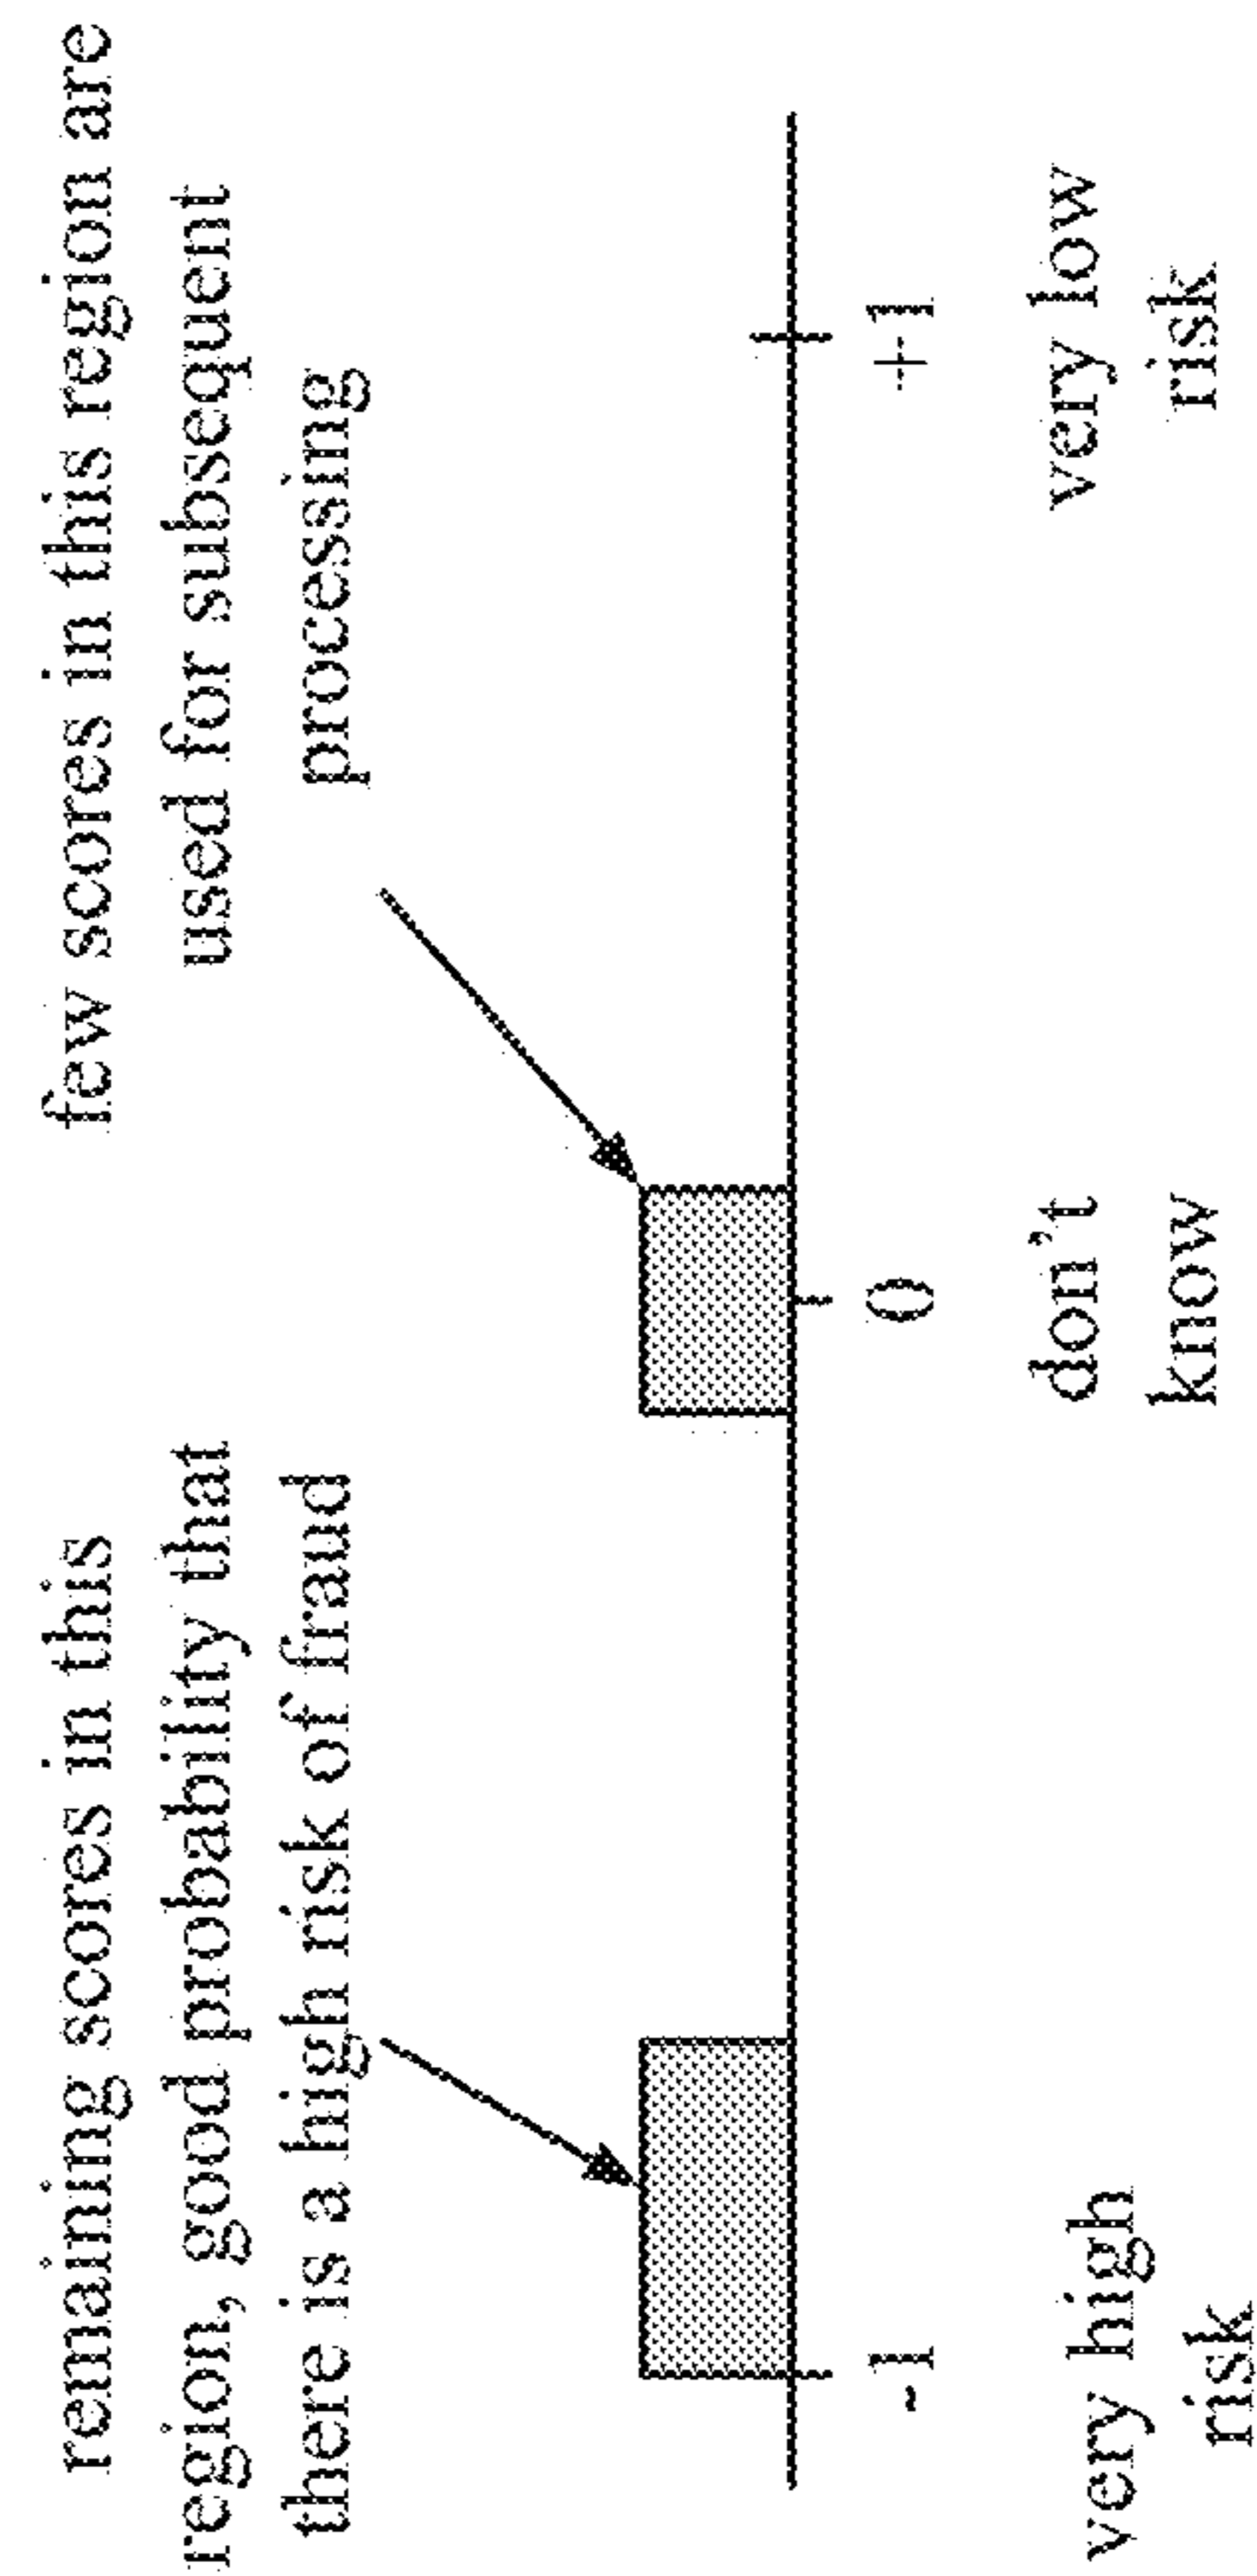 remaining scores in this
region, good probability that
there is a high risk of fraud
few scores in this region are
used for subsequent
processing
-1
0
+1
very high
risk
don't
know
very low
risk